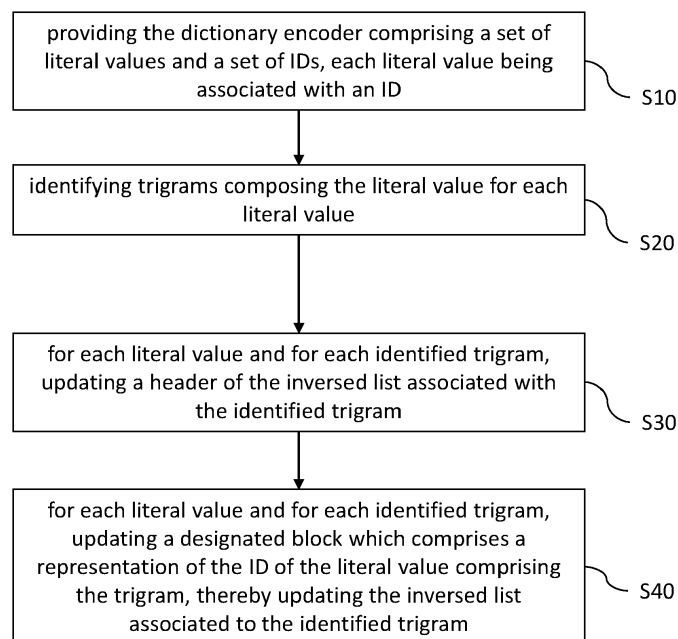 providing the dictionary encoder comprising a set of
literal values and a set of IDs, each literal value being
associated with an ID
S10
identifying trigrams composing the literal value for each
literal value
S20
for each literal value and for each identified trigram,
updating a header of the inversed list associated with
the identified trigram
S30
for each literal value and for each identified trigram,
updating a designated block which comprises a
representation of the ID of the literal value comprising
the trigram, thereby updating the inversed list
associated to the identified trigram
S40